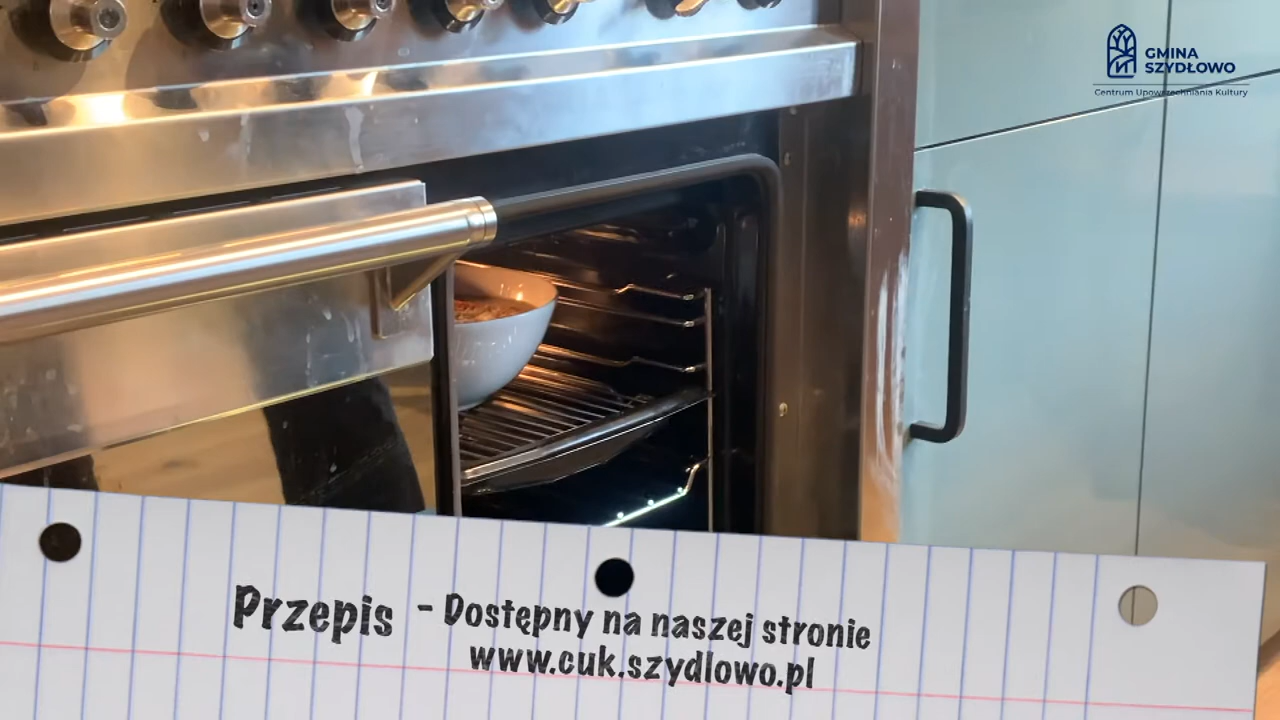 GMINA
SZYDŁOWO
Centrum Upowszechniania Kultury
Przepis - Dostępny na naszej stronie
www.cuk.szydlowo.pl